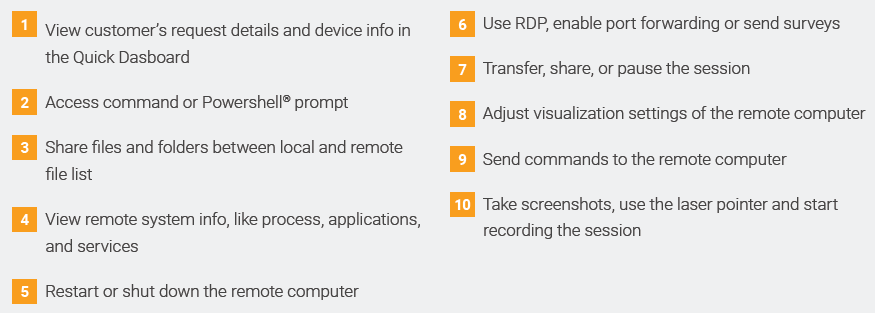 1 View customer's request details and device info in
the Quick Dasboard
2 Access command or Powershell® prompt
3 Share files and folders between local and remote
file list
4 View remote system info, like process, applications,
and services
5 Restart or shut down the remote computer
6 Use RDP, enable port forwarding or send surveys
7 Transfer, share, or pause the session
8 Adjust visualization settings of the remote computer
9 Send commands to the remote computer
10 Take screenshots, use the laser pointer and start
recording the session